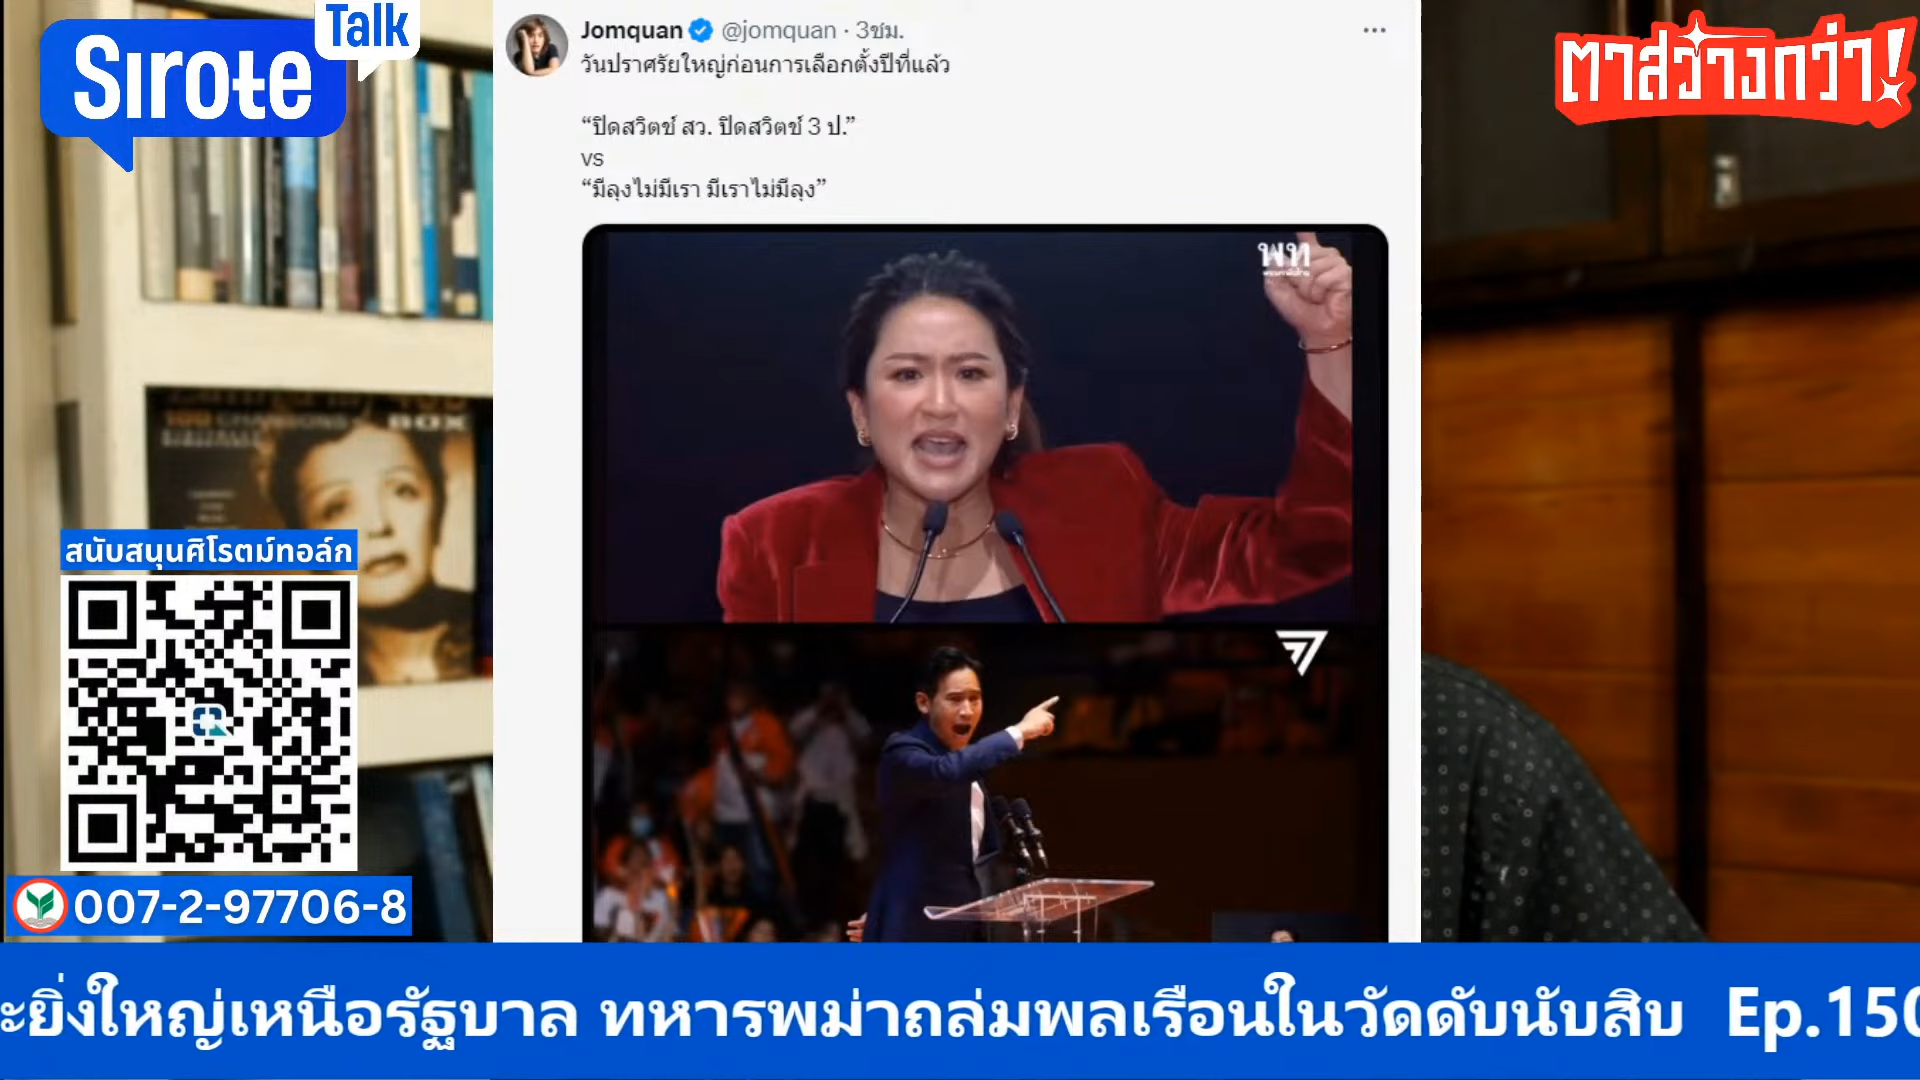 Sirote
Talk
Jomquan @jomquan · 3ชม.
วันปราศรัยใหญ่ก่อนการเลือกตั้งปีที่แล้ว
“ปิดสวิตช์ สว. ปิดสวิตช์ 3 ป.”
vs
“มีลุงไม่มีเรา มีเราไม่มีลุง”
ตาสว่างกว่า!
พท
BOX
สนับสนุนศิโรตม์ทอล์ก
007-2-97706-8
ะยิ่งใหญ่เหนือรัฐบาล ทหารพม่าถล่มพลเรือนในวัดดับนับสิบ Ep.150